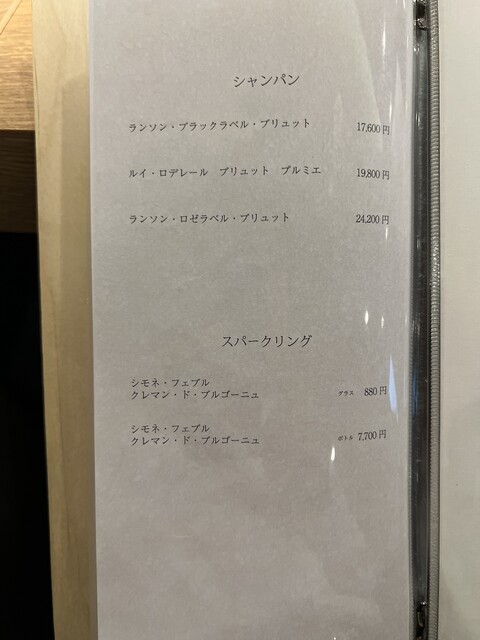 シャンパン
ランソン・ブラックラベル・ブリュット 17,600円
ルイ・ロデレール ブリュット プルミエ 19,800円
ランソン・ロゼラベル・ブリュット 24,200円
スパークリング
シモネ・フェブル
クレマン・ド・ブルゴーニュ グラス 880円
シモネ・フェブル
クレマン・ド・ブルゴーニュ ボトル 7,700円